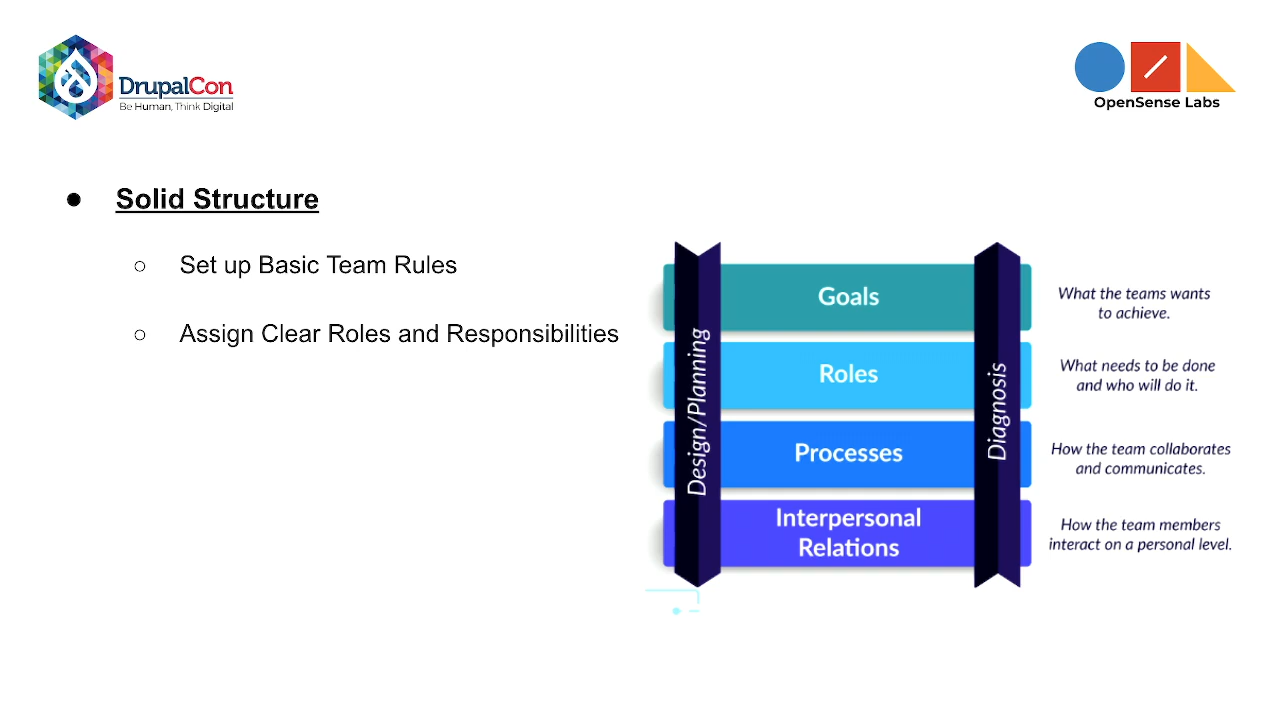 DrupalCon
Be Human, Think Digital
OpenSense Labs
● Solid Structure
○ Set up Basic Team Rules
○ Assign Clear Roles and Responsibilities
Design/Planning
Goals
Roles
Processes
Interpersonal
Relations
Diagnosis
What the teams wants
to achieve.
What needs to be done
and who will do it.
How the team collaborates
and communicates.
How the team members
interact on a personal level.